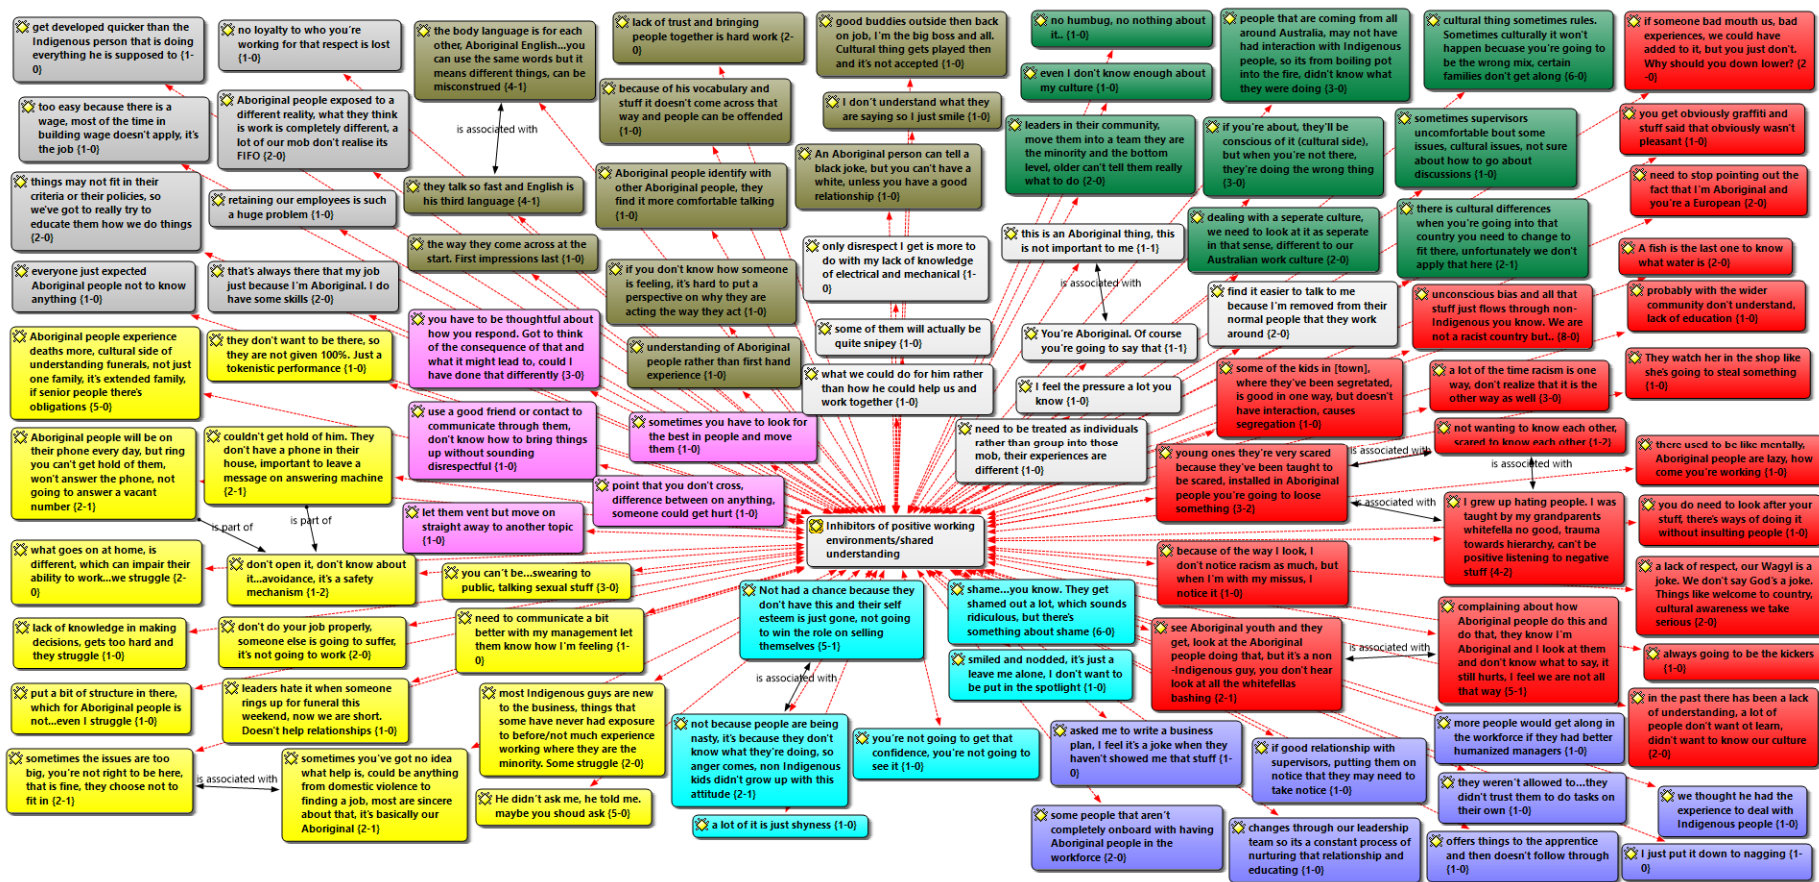 get developed quicker than the
Indigenous person that is doing
everything he is supposed to {1-
0}
no loyalty to who you're
working for that respect is lost
{1-0}
the body language is for each
other, Aboriginal English...you
can use the same words but it
means different things, can be
misconstrued {4-1}
lack of trust and bringing
people together is hard work {2-
0}
good buddies outside then back
on job, I'm the big boss and all.
Cultural thing gets played then
and it's not accepted {1-0}
no humbug, no nothing about
it.. {1-0}
people that are coming from all
around Australia, may not
have had interaction with Indigenous
people, so its from boiling pot
into the fire, didn't know what
they were doing {3-0}
cultural thing sometimes rules.
Sometimes culturally it won't
happen becuase you're going to
be the wrong mix, certain
families don't get along {6-0}
if someone bad mouth us, bad
experiences, we could have
added to it, but you just don't.
Why should you down lower? {2
-0}
too easy because there is a
wage, most of the time in
building wage doesn't apply, it's
the job {1-0}
Aboriginal people exposed to a
different reality, what they think
is work is completely different, a
lot of our mob don't realise its
FIFO {2-0}
is associated with
because of his vocabulary and
stuff it doesn't come across that
way and people can be offended
{1-0}
I don't understand what they
are saying so I just smile {1-0}
even I don't know enough about
my culture {1-0}
leaders in their community,
move them into a team they are
the minority and the bottom
level, older can't tell them really
what to do {2-0}
if you're about, they'll be
conscious of it (cultural side),
but when you're not there,
they're doing the wrong thing
{3-0}
sometimes supervisors
uncomfortable bout some
issues, cultural issues, not sure
about how to go about
discussions {1-0}
you get obviously graffiti and
stuff said that obviously wasn't
pleasant {1-0}
things may not fit in their
criteria or their policies, so
we've got to really try to
educate them how we do things
{2-0}
retaining our employees is such
a huge problem {1-0}
they talk so fast and English is
his third language {4-1}
Aboriginal people identify with
other Aboriginal people, they
find it more comfortable talking
{1-0}
An Aboriginal person can tell a
black joke, but you can't have a
white, unless you have a good
relationship {1-0}
need to stop pointing out the
fact that I'm Aboriginal and
you're a European {2-0}
the way they come across at the
start. First impressions last {1-0}
only disrespect I get is more to
do with my lack of knowledge
of electrical and mechanical {1-
0}
this is an Aboriginal thing, this
is not important to me {1-1}
dealing with a seperate culture,
we need to look at it as seperate
in that sense, different to our
Australian work culture {2-0}
there is cultural differences
when you're going into that
country you need to change to
fit there, unfortunately we don't
apply that here {2-1}
A fish is the last one to know
what water is {2-0}
everyone just expected
Aboriginal people not to know
anything {1-0}
that's always there that my job
just because I'm Aboriginal. I do
have some skills {2-0}
if you don't know how someone
is feeling, it's hard to put a
perspective on why they are
acting the way they act {1-0}
is associated with
find it easier to talk to me
because I'm removed from their
normal people that they work
around {2-0}
unconscious bias and all that
stuff just flows through non-
Indigenous you know. We are
not a racist country but.. {8-0}
probably with the wider
community don't understand,
lack of education {1-0}
Aboriginal people experience
deaths more, cultural side of
understanding funerals, not just
one family, it's extended family,
if senior people there's
obligations {5-0}
they don't want to be there, so
they are not given 100%. Just a
tokenistic performance {1-0}
you have to be thoughtful about
how you respond. Got to think
of the consequence of that and
what it might lead to, could I
have done that differently {3-0}
understanding of Aboriginal
people rather than first hand
experience {1-0}
some of them will actually be
quite snipey {1-0}
You're Aboriginal. Of course
you're going to say that {1-1}
what we could do for him rather
than how he could help us and
work together {1-0}
I feel the pressure a lot you
know {1-0}
some of the kids in [town],
where they've been segretated,
is good in one way, but doesn't
have interaction, causes
segregation {1-0}
a lot of the time racism is one
way, don't realize that it is the
other way as well {3-0}
They watch her in the shop like
she's going to steal something
{1-0}
Aboriginal people will be on
their phone every day, but ring
you can't get hold of them,
won't answer the phone, not
going to answer a vacant
number {2-1}
couldn't get hold of him. They
don't have a phone in their
house, important to leave a
message on answering machine
{2-1}
use a good friend or contact to
communicate through them,
don't know how to bring things
up without sounding
disrespectful {1-0}
sometimes you have to look for
the best in people and move
them {1-0}
need to be treated as individuals
rather than group into those
mob, their experiences are
different {1-0}
not wanting to know each other,
scared to know each other {1-2}
young ones they're very scared
because they've been taught to
be scared, installed in Aboriginal
people you're going to loose
something {3-2}
is associated with
is associated with
is associated with
there used to be like mentally,
Aboriginal people are lazy, how
come you're working {1-0}
is part of
is part of
let them vent but move on
straight away to another topic
{1-0}
point that you don't cross,
difference between on anything,
someone could get hurt {1-0}
Inhibitors of positive working
environments/shared
understanding
I grew up hating people. I was
taught by my grandparents
whitefella no good, trauma
towards hierarchy, can't be
positive listening to negative
stuff {4-2}
you do need to look after your
stuff, there's ways of doing it
without insulting people {1-0}
what goes on at home, is
different, which can impair their
ability to work...we struggle {2-
0}
don't open it, don't know about
it...avoidance, it's a safety
mechanism {1-2}
you can't be...swearing to
public, talking sexual stuff {3-0}
Not had a chance because they
don't have this and their self
esteem is just gone, not going
to win the role on selling
themselves {5-1}
shame...you know. They get
shamed out a lot, which sounds
ridiculous, but there's
something about shame {6-0}
because of the way I look, I
don't notice racism as much, but
when I'm with my missus, I
notice it {1-0}
a lack of respect, our Wagyl is a
joke. We don't say God's a joke.
Things like welcome to country,
cultural awareness we take
serious {2-0}
lack of knowledge in making
decisions, gets too hard and
they struggle {1-0}
don't do your job properly,
someone else is going to suffer,
it's not going to work {2-0}
need to communicate a bit
better with my management let
them know how I'm feeling {1-
0}
smiled and nodded, it's just a
leave me alone, I don't want to
be put in the spotlight {1-0}
see Aboriginal youth and they
get, look at the Aboriginal
people doing that, but it's a non
-Indigenous guy, you don't hear
look at all the whitefellas
bashing {2-1}
is associated with
complaining about how
Aboriginal people do this and
do that, they know I'm
Aboriginal and I look at them
and don't know what to say, it
still hurts, I feel we are not all
that way {5-1}
always going to be the kickers
{1-0}
put a bit of structure in there,
which for Aboriginal people is
not...even I struggle {1-0}
leaders hate it when someone
rings up for funeral this
weekend, now we are short.
Doesn't help relationships {1-0}
most Indigenous guys are new
to the business, things that
some have never had exposure
to before/not much experience
working where they are the
minority. Some struggle {2-0}
is associated with
not because people are being
nasty, it's because they don't
know what they're doing, so
anger comes, non Indigenous
kids didn't grow up with this
attitude {2-1}
you're not going to get that
confidence, you're not going to
see it {1-0}
asked me to write a business
plan, I feel it's a joke when they
haven't showed me that stuff {1-
0}
if good relationship with
supervisors, putting them on
notice that they may need to
take notice {1-0}
more people would get along in
the workforce if they had better
humanized managers {1-0}
in the past there has been a lack
of understanding, a lot of
people don't want ot learn,
didn't want to know our culture
{2-0}
sometimes the issues are too
big, you're not right to be here,
that is fine, they choose not to
fit in {2-1}
is associated with
sometimes you've got no idea
what help is, could be anything
from domestic violence to
finding a job, most are sincere
about that, it's basically our
Aboriginal {2-1}
He didn't ask me, he told me.
maybe you shoud ask {5-0}
a lot of it is just shyness {1-0}
some people that aren't
completely onboard with having
Aboriginal people in the
workforce {2-0}
changes through our leadership
team so its a constant process of
nurturing that relationship and
educating {1-0}
they weren't allowed to...they
didn't trust them to do tasks on
their own {1-0}
offers things to the apprentice
and then doesn't follow through
{1-0}
we thought he had the
experience to deal with
Indigenous people {1-0}
I just put it down to nagging {1-
0}